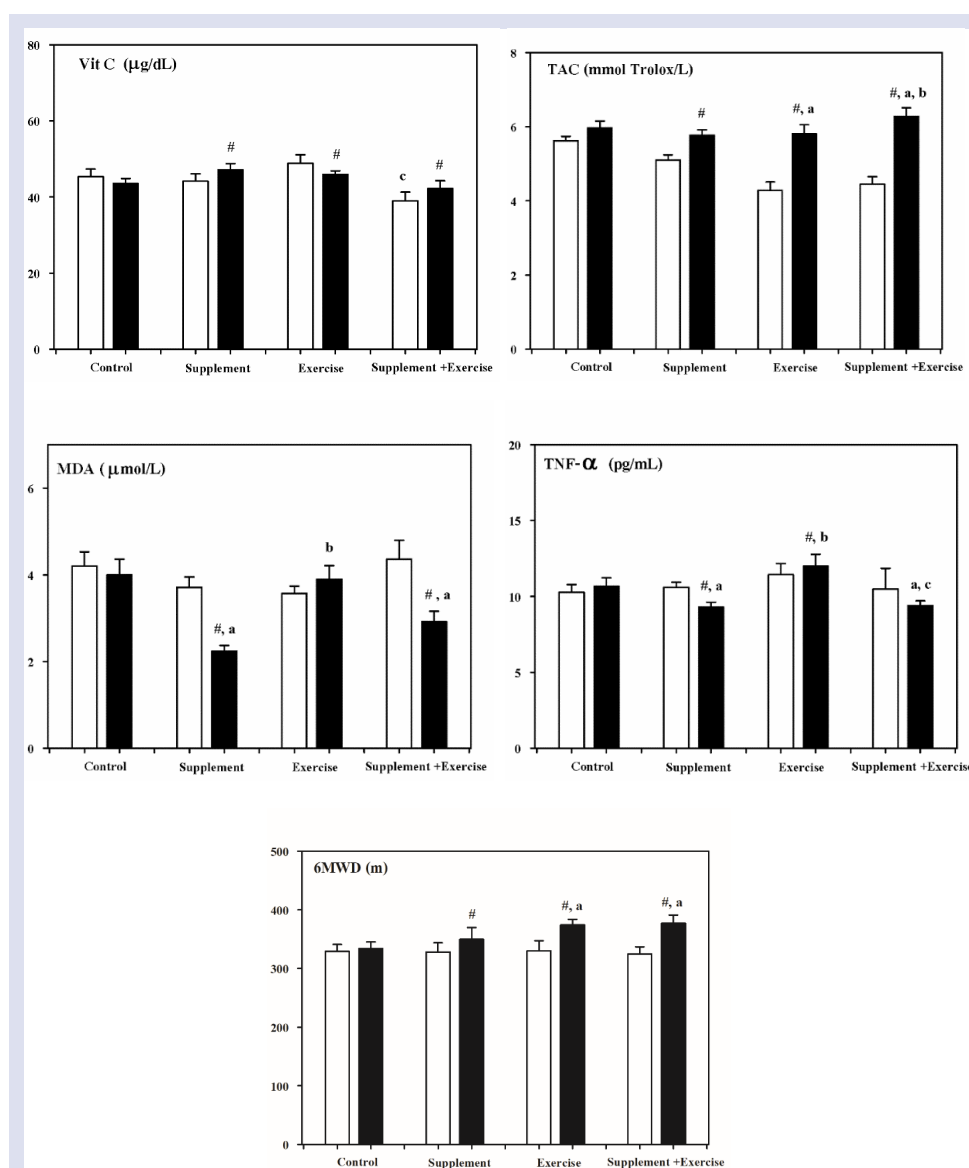 Vit C (μg/dL)
80
60
40
20
0
#
#
c
#
Control
Supplement
Exercise
Supplement +Exercise
TAC (mmol Trolox/L)
8
6
4
2
0
#
#, a
#, a, b
Control
Supplement
Exercise
Supplement +Exercise
MDA ( μmol/L)
6
4
2
0
#, a
b
# , a
Control
Supplement
Exercise
Supplement +Exercise
TNF-α (pg/mL)
20
15
10
5
0
#, a
#, b
a, c
Control
Supplement
Exercise
Supplement +Exercise
6MWD (m)
500
400
300
200
100
0
#
#, a
#, a
Control
Supplement
Exercise
Supplement +Exercise